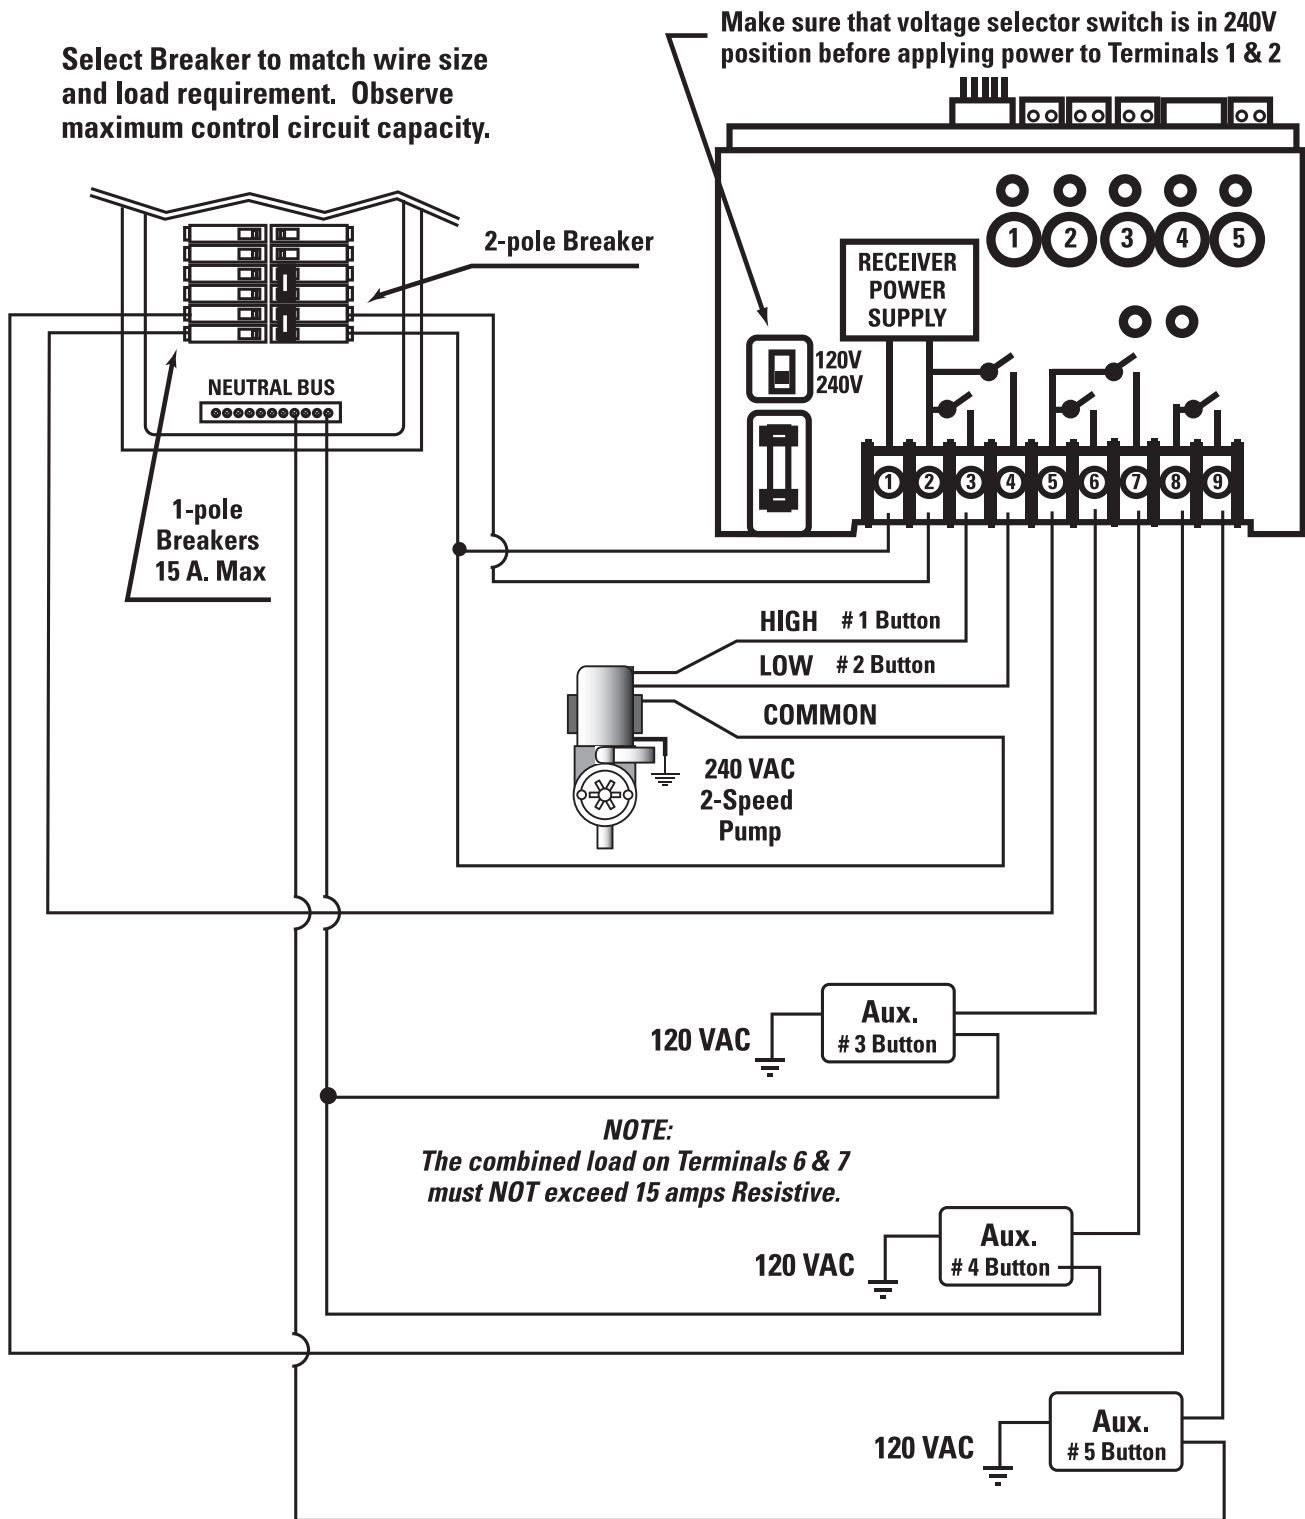 Make sure that voltage selector switch is in 240V
position before applying power to Terminals 1 & 2
Select Breaker to match wire size
and load requirement.  Observe
maximum control circuit capacity.
2-pole Breaker
1 2 3 4 5
RECEIVER
POWER
SUPPLY
120V
240V
NEUTRAL BUS
1 2 3 4 5 6 7 8 9
1-pole
Breakers
15 A. Max
HIGH # 1 Button
LOW # 2 Button
COMMON
240 VAC
2-Speed
Pump
Aux.
# 3 Button
120 VAC
NOTE:
The combined load on Terminals 6 & 7
must NOT exceed 15 amps Resistive.
Aux.
# 4 Button
120 VAC
Aux.
# 5 Button
120 VAC